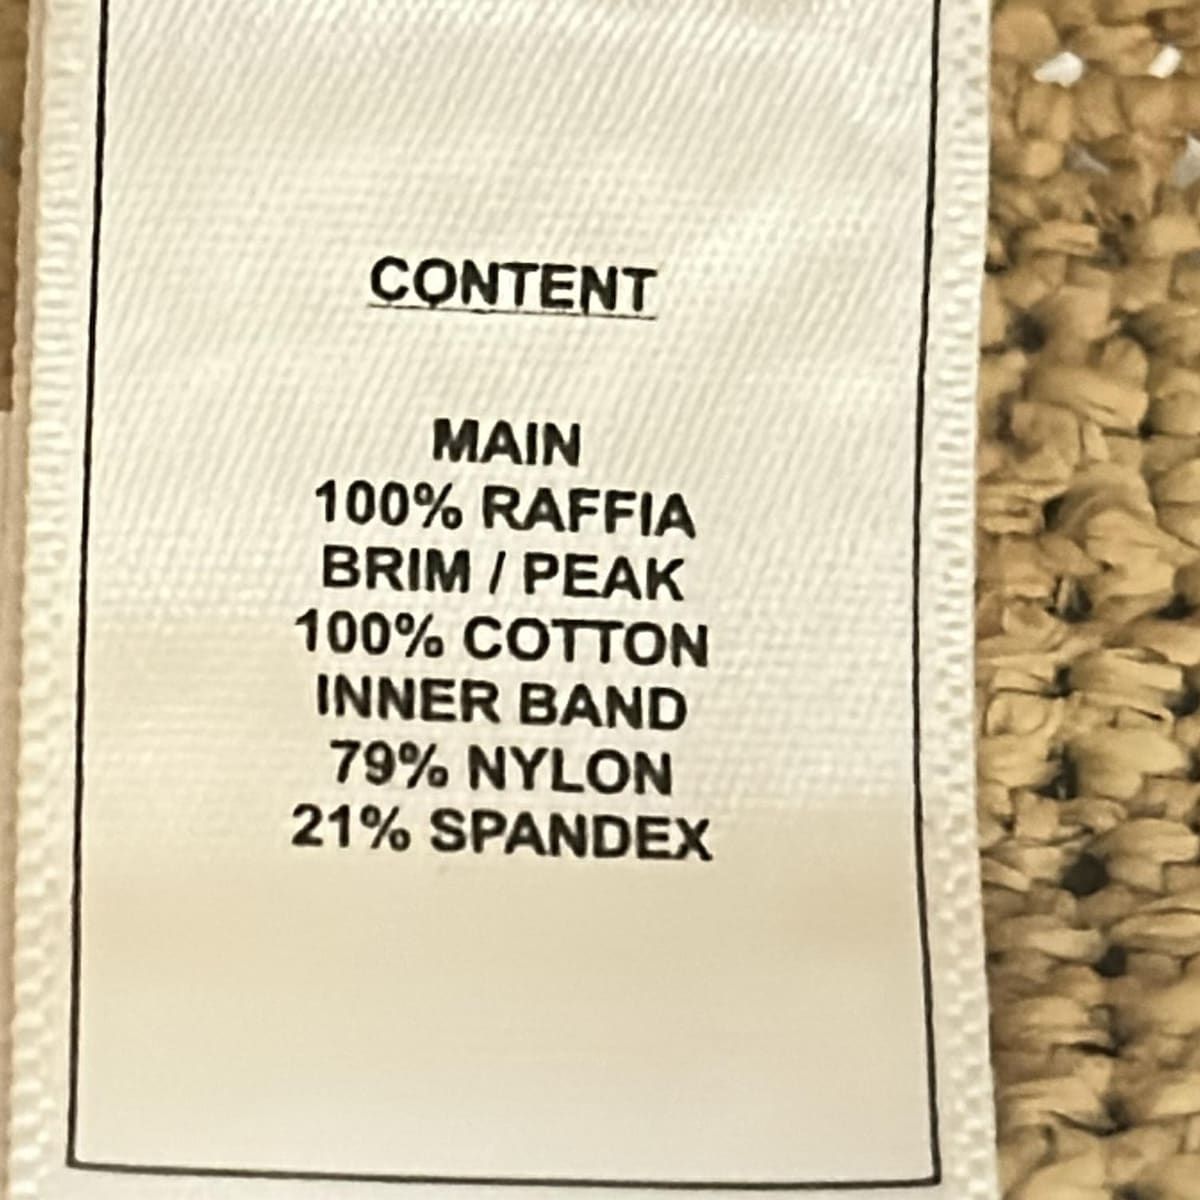 CONTENT
MAIN
100% RAFFIA
BRIM / PEAK
100% COTTON
INNER BAND
79% NYLON
21% SPANDEX